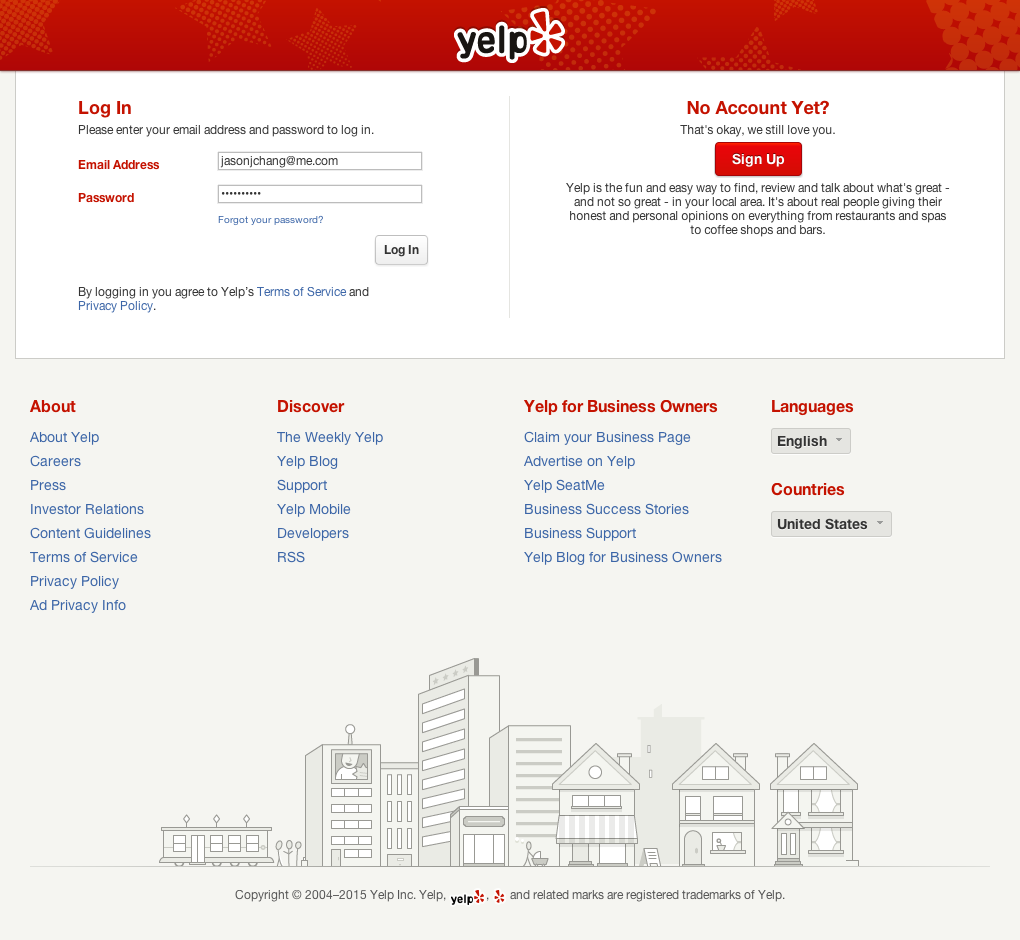 yelp
Log In
Please enter your email address and password to log in.
Email Address
jasonjchang@me.com
Password
••••••••••
Forgot your password?
Log In
By logging in you agree to Yelp’s Terms of Service and
Privacy Policy.
No Account Yet?
That's okay, we still love you.
Sign Up
Yelp is the fun and easy way to find, review and talk about what's great -
and not so great - in your local area. It's about real people giving their
honest and personal opinions on everything from restaurants and spas
to coffee shops and bars.
About
About Yelp
Careers
Press
Investor Relations
Content Guidelines
Terms of Service
Privacy Policy
Ad Privacy Info
Discover
The Weekly Yelp
Yelp Blog
Support
Yelp Mobile
Developers
RSS
Yelp for Business Owners
Claim your Business Page
Advertise on Yelp
Yelp SeatMe
Business Success Stories
Business Support
Yelp Blog for Business Owners
Languages
English
Countries
United States
Copyright © 2004–2015 Yelp Inc. Yelp, yelp, and related marks are registered trademarks of Yelp.